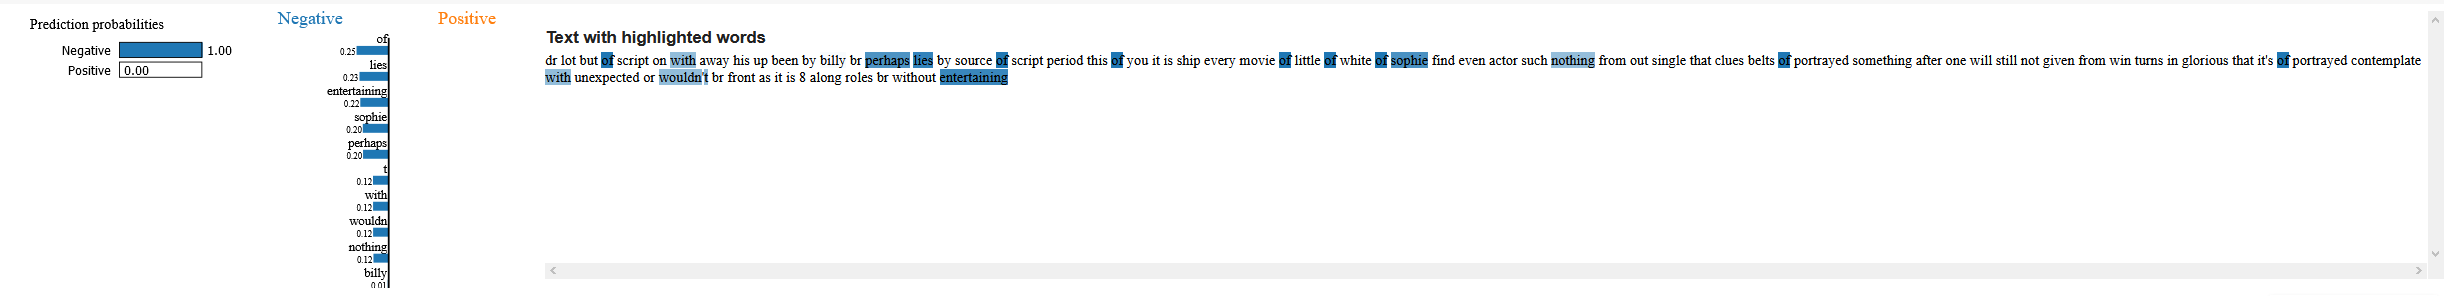 Prediction probabilities
Negative 1.00
Positive 0.00
Negative Positive
of
0.25
lies
0.23
entertaining
0.22
sophie
0.20
perhaps
0.20
t
0.12
with
0.12
wouldn
0.12
nothing
0.12
billy
0.01
Text with highlighted words
dr lot but of script on with away his up been by billy br perhaps lies by source of script period this of you it is ship every movie of little of white of sophie find even actor such nothing from out single that clues belts of portrayed something after one will still not given from win turns in glorious that it's of portrayed contemplate
with unexpected or wouldn't br front as it is 8 along roles br without entertaining